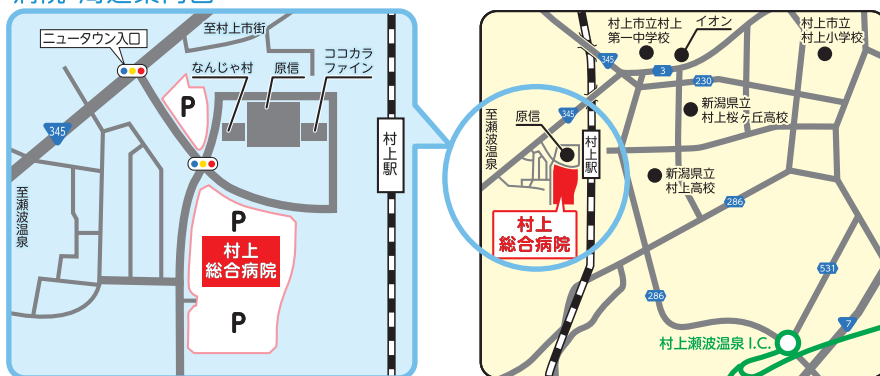 ニュータウン入口
至村上市街
なんじゃ村
原信
ココカラ
ファイン
P
345
村上駅
至瀬波温泉
P
村上
総合病院
P
村上市立村上
第一中学校
イオン
村上市立
村上小学校
345
3
230
新潟県立
村上桜ヶ丘高校
至瀬波温泉
345
原信
村上駅
新潟県立
村上高校
286
村上
総合病院
531
286
7
村上瀬波温泉 I.C.